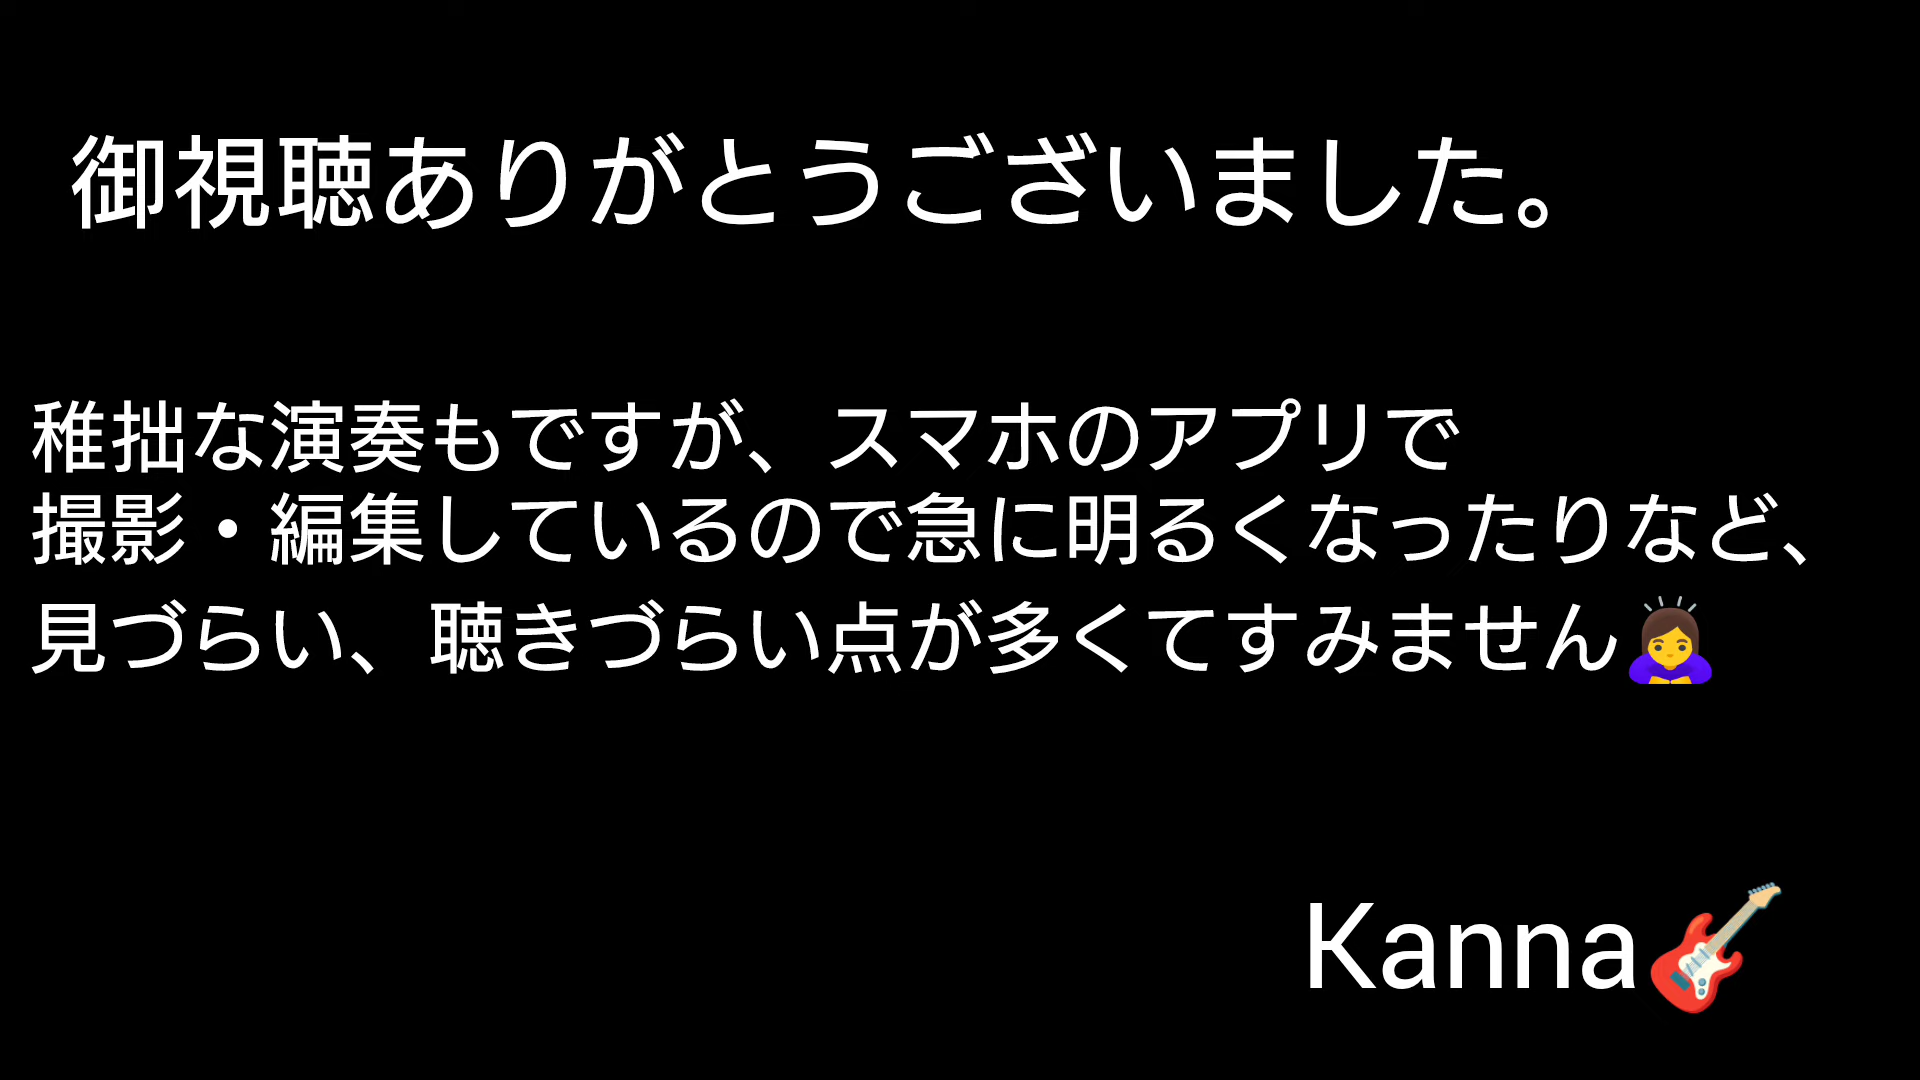 御視聴ありがとうございました。
稚拙な演奏もですが、スマホのアプリで
撮影・編集しているので急に明るくなったりなど、
見づらい、聴きづらい点が多くてすみません🙇‍♀️
Kanna🎸